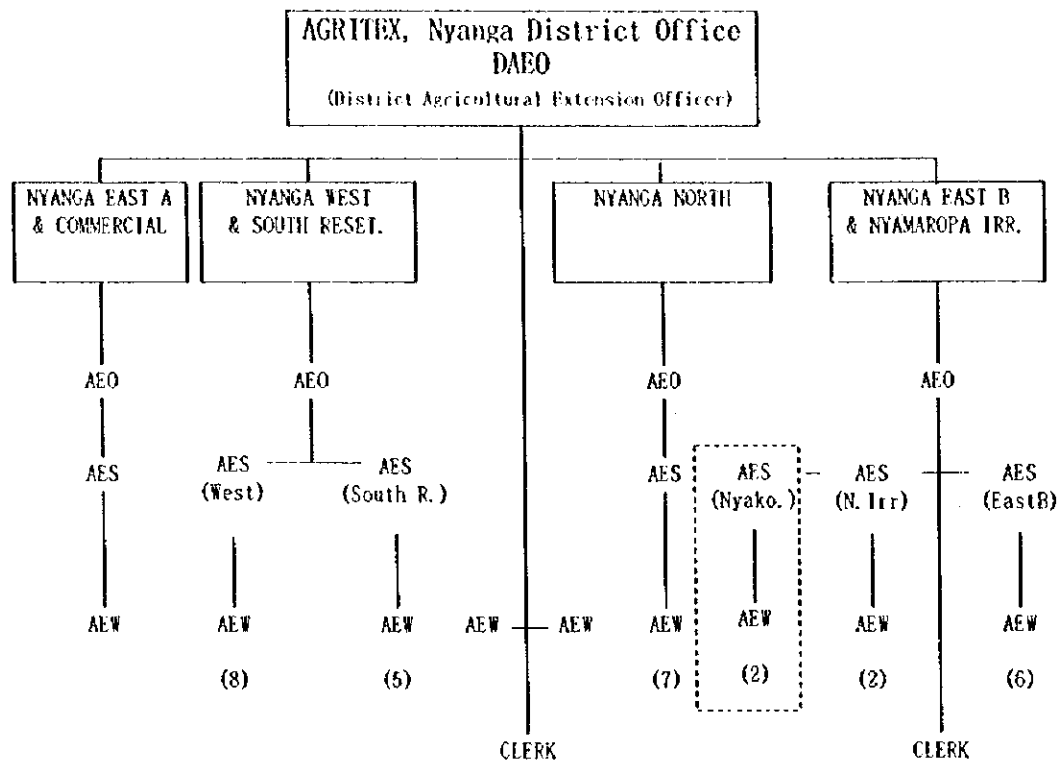 AGRITEX, Nyanga District Office
DAEO
(District Agricultural Extension Officer)
NYANGA EAST A
& COMMERCIAL
NYANGA WEST
& SOUTH RESET.
NYANGA NORTH
NYANGA EAST B
& NYAMAROPA IRR.
AEO
AEO
AEO
AEO
AES
AES
(West)
AES
(South R.)
AES
AES
(Nyako.)
AES
(N. Irr)
AES
(EastB)
AEW
AEW
(8)
AEW
(5)
AEW
AEW
AEW
(7)
AEW
(2)
AEW
(2)
AEW
(6)
CLERK
CLERK